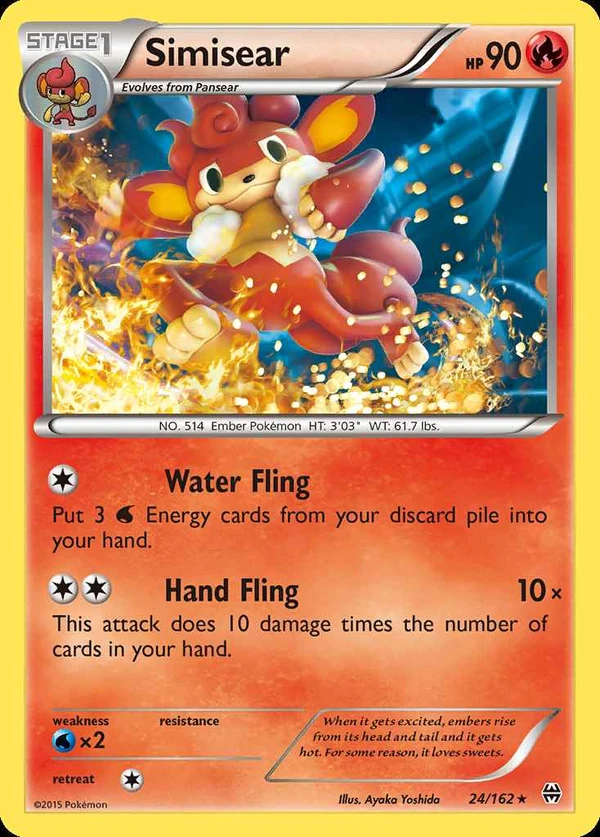 STAGE1
Simisear
HP 90
Evolves from Pansear
NO. 514 Ember Pokémon HT: 3'03" WT: 61.7 lbs.
Water Fling
Put 3 Energy cards from your discard pile into
your hand.
Hand Fling 10×
This attack does 10 damage times the number of
cards in your hand.
weakness resistance
×2
retreat
When it gets excited, embers rise
from its head and tail and it gets
hot. For some reason, it loves sweets.
©2015 Pokémon
Illus. Ayaka Yoshida 24/162 ★